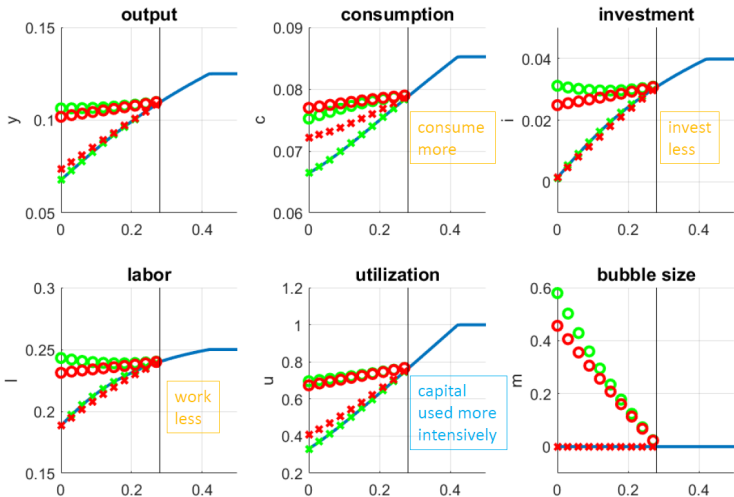 output
consumption
investment
0.15
0.1
0.05
y
0
0.2
0.4
0.09
0.08
0.07
0.06
c
0
0.2
0.4
consume
more
0.04
0.02
0
i
0
0.2
0.4
invest
less
labor
utilization
bubble size
0.3
0.25
0.2
0.15
l
0
0.2
0.4
work
less
1.2
1
0.8
0.6
0.4
0.2
u
0
0.2
0.4
capital
used more
intensively
0.6
0.4
0.2
0
m
0
0.2
0.4